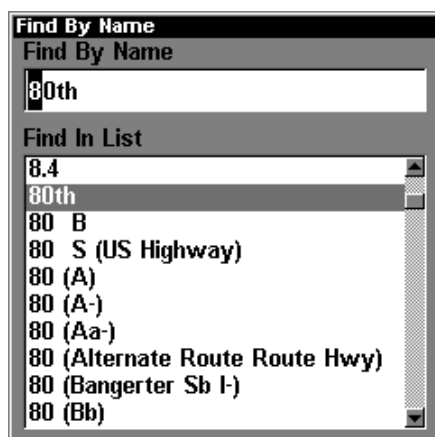 Find By Name
Find By Name
80th
Find In List
8.4
80th
80 B
80 S (US Highway)
80 (A)
80 (A-)
80 (Aa-)
80 (Alternate Route Route Hwy)
80 (Bangerter Sb I-)
80 (Bb)